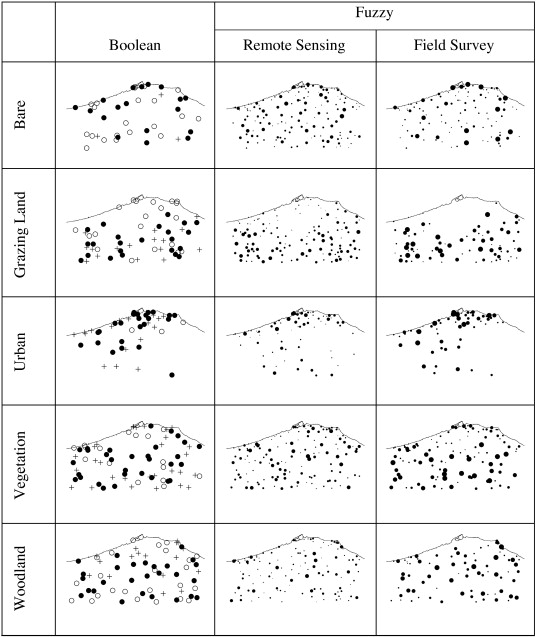 Fuzzy
Boolean
Remote Sensing
Field Survey
Bare
Grazing Land
Urban
Vegetation
Woodland